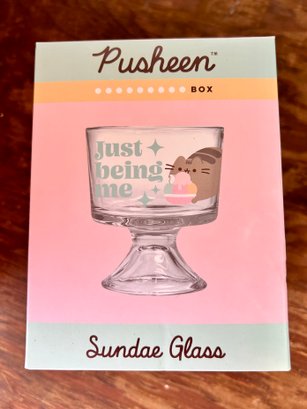 Pusheen™
BOX
Just
being
me
Sundae Glass